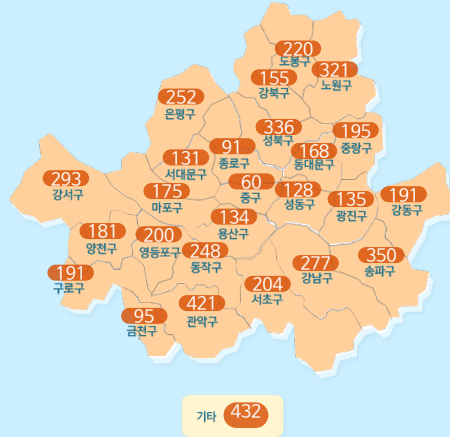 220
도봉구
155
강북구
321
노원구
252
은평구
336
성북구
195
중랑구
91
종로구
168
동대문구
131
서대문구
293
강서구
175
마포구
60
중구
128
성동구
135
광진구
191
강동구
134
용산구
181
양천구
200
영등포구
248
동작구
350
송파구
277
강남구
191
구로구
204
서초구
421
관악구
95
금천구
기타 432